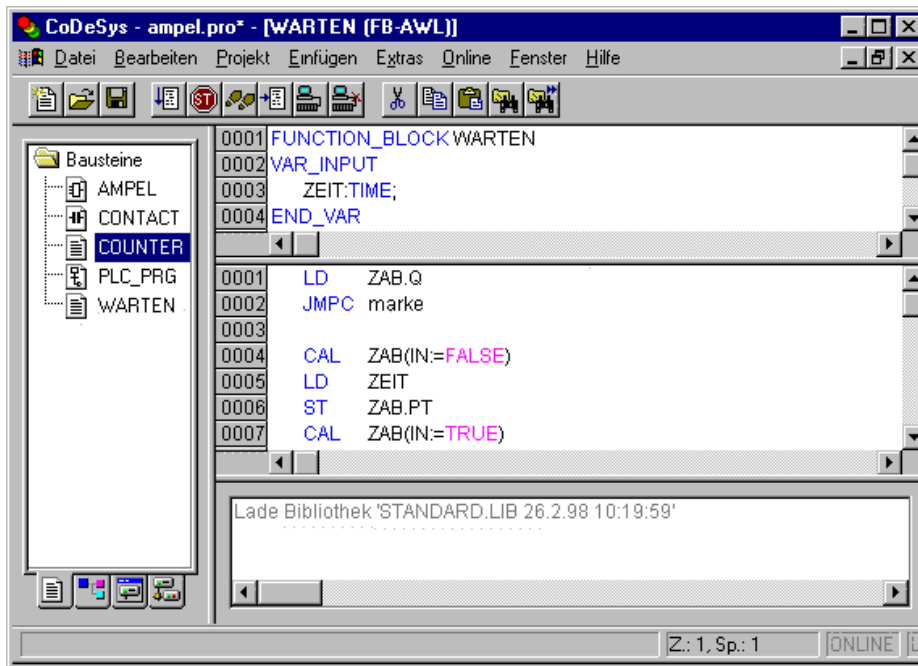 CoDeSys - ampel.pro* - [WARTEN (FB-AWL)]
Datei Bearbeiten Projekt Einfügen Extras Online Fenster Hilfe
ST
Bausteine
AMPEL
CONTACT
COUNTER
PLC_PRG
WARTEN
0001 FUNCTION_BLOCK WARTEN
0002 VAR_INPUT
0003 ZEIT:TIME;
0004 END_VAR
0001 LD ZAB.Q
0002 JMPC marke
0003
0004 CAL ZAB(IN:=FALSE)
0005 LD ZEIT
0006 ST ZAB.PT
0007 CAL ZAB(IN:=TRUE)
Lade Bibliothek 'STANDARD.LIB 26.2.98 10:19:59'
Z.: 1, Sp.: 1 ONLINE